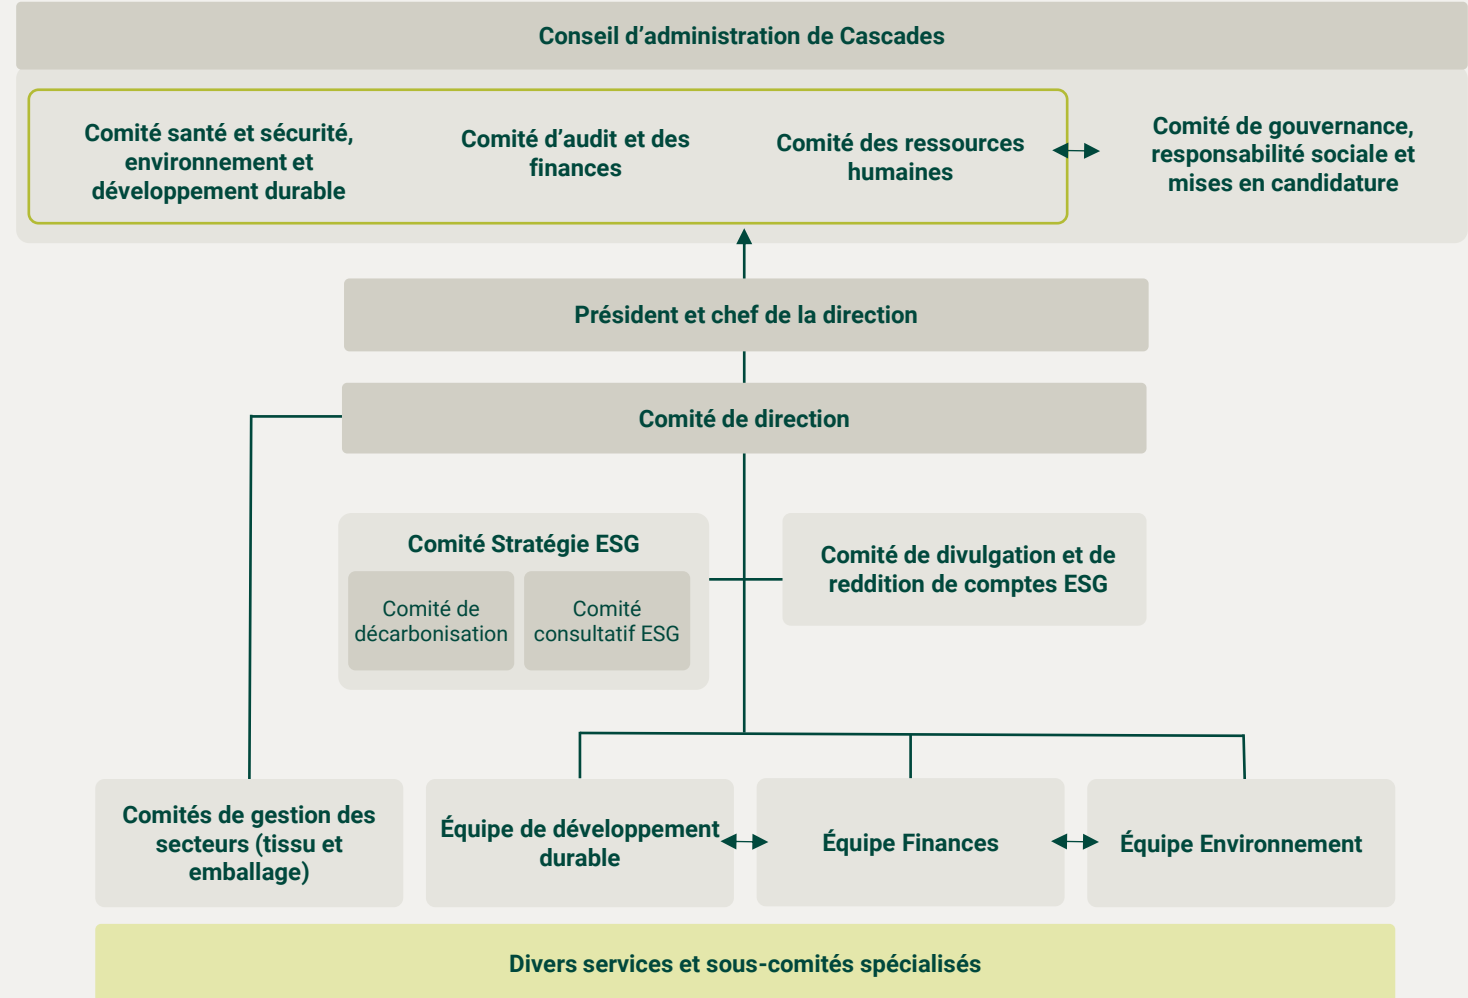 Conseil d’administration de Cascades
Comité santé et sécurité,
environnement et
développement durable
Comité d’audit et des
finances
Comité des ressources
humaines
Comité de gouvernance,
responsabilité sociale et
mises en candidature
Président et chef de la direction
Comité de direction
Comité Stratégie ESG
Comité de
décarbonisation
Comité
consultatif ESG
Comité de divulgation et de
reddition de comptes ESG
Comités de gestion des
secteurs (tissu et
emballage)
Équipe de développement
durable
Équipe Finances
Équipe Environnement
Divers services et sous-comités spécialisés